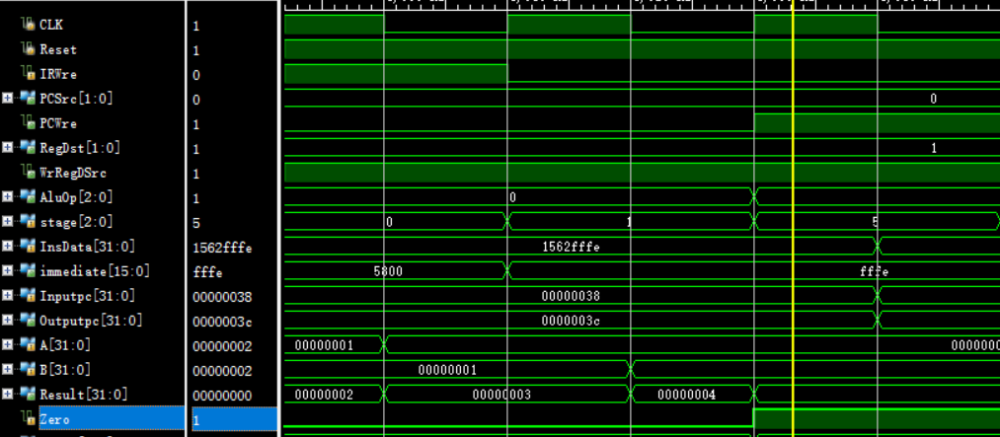 CLK 1
Reset 1
IRWre 0
PCSrc[1:0] 0 0
PCWre 1
RegDst[1:0] 1 1
WrRegDSrc 1
AluOp[2:0] 1 0
stage[2:0] 5 0 1 5
InsData[31:0] 1562fffe 1562fffe
immediate[15:0] fffe 5800 fffe
Inputpc[31:0] 00000038 00000038
Outputpc[31:0] 0000003c 0000003c
A[31:0] 00000002 00000001
B[31:0] 00000002 00000001
Result[31:0] 00000000 00000002 00000003 00000004
Zero 1